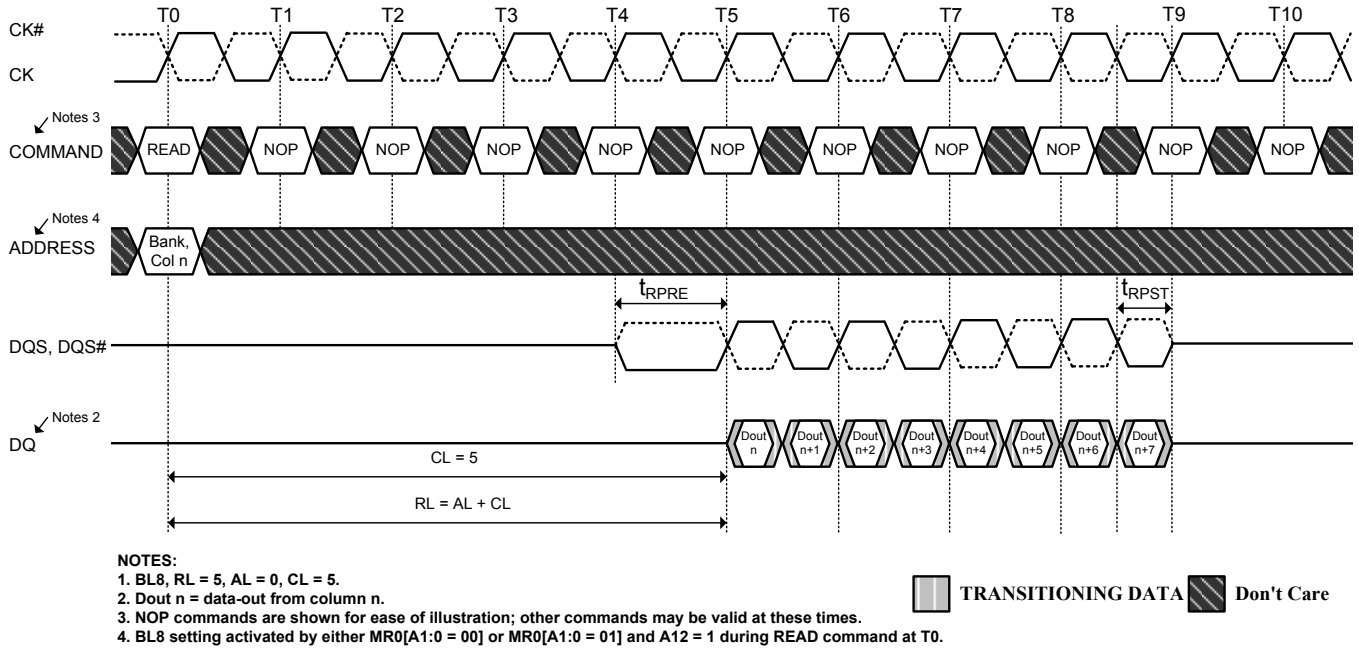 T0 T1 T2 T3 T4 T5 T6 T7 T8 T9 T10
CK#
CK
Notes 3
COMMAND READ NOP NOP NOP NOP NOP NOP NOP NOP NOP NOP
Notes 4
ADDRESS
Bank,
Col n
tRPRE tRPST
DQS, DQS#
Notes 2
DQ
Dout n Dout n+1 Dout n+2 Dout n+3 Dout n+4 Dout n+5 Dout n+6 Dout n+7
CL = 5
RL = AL + CL
NOTES:
1. BL8, RL = 5, AL = 0, CL = 5.
2. Dout n = data-out from column n.
3. NOP commands are shown for ease of illustration; other commands may be valid at these times.
4. BL8 setting activated by either MR0[A1:0 = 00] or MR0[A1:0 = 01] and A12 = 1 during READ command at T0.
TRANSITIONING DATA Don't Care